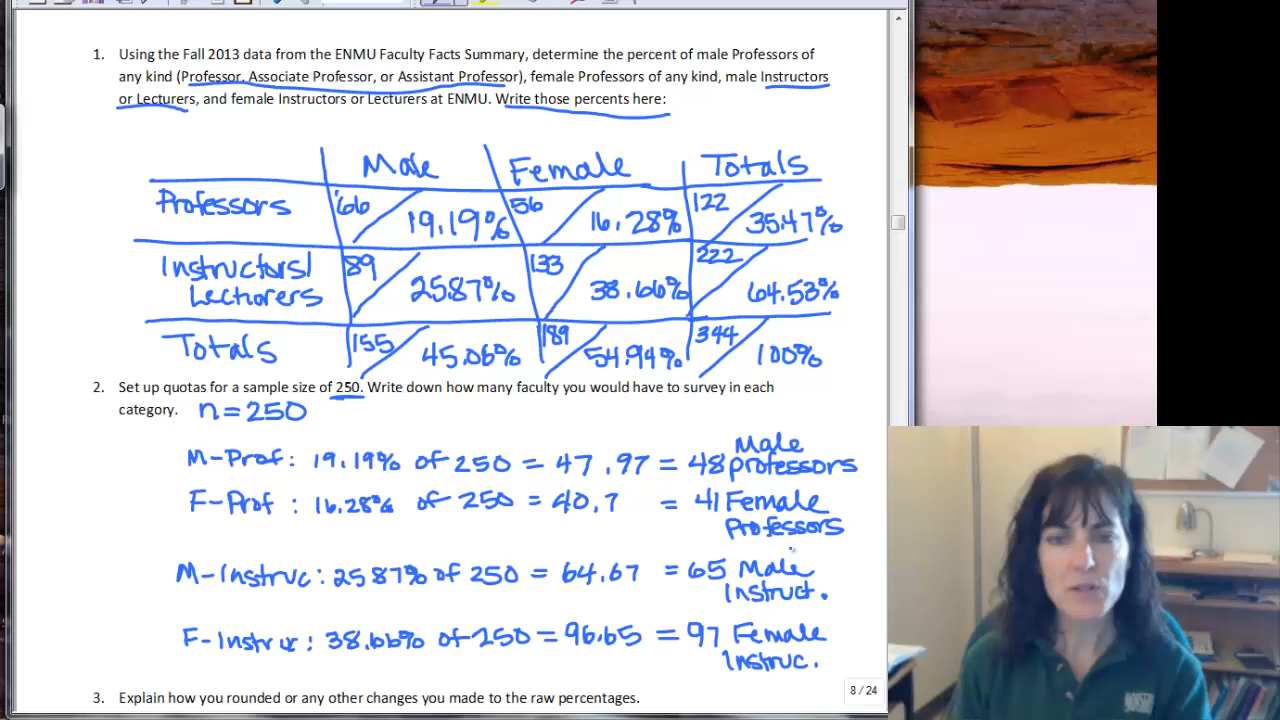 1. Using the Fall 2013 data from the ENMU Faculty Facts Summary, determine the percent of male Professors of
any kind (Professor, Associate Professor, or Assistant Professor), female Professors of any kind, male Instructors
or Lecturers, and female Instructors or Lecturers at ENMU. Write those percents here:
Male Female Totals
Professors 66 19.19% 56 16.28% 122 35.47%
Instructors/ 89 25.87% 133 38.66% 222 64.53%
Lecturers
Totals 155 45.06% 189 54.94% 344 100%
2. Set up quotas for a sample size of 250. Write down how many faculty you would have to survey in each
category. n=250
M-Prof: 19.19% of 250 = 47.97 = 48 Male
professors
F-Prof: 16.28% of 250 = 40.7 = 41 Female
Professors
M-Instruc: 25.87% of 250 = 64.67 = 65 Male
Instruct.
F-Instruc: 38.66% of 250 = 96.65 = 97 Female
Instruc.
3. Explain how you rounded or any other changes you made to the raw percentages.
8 / 24